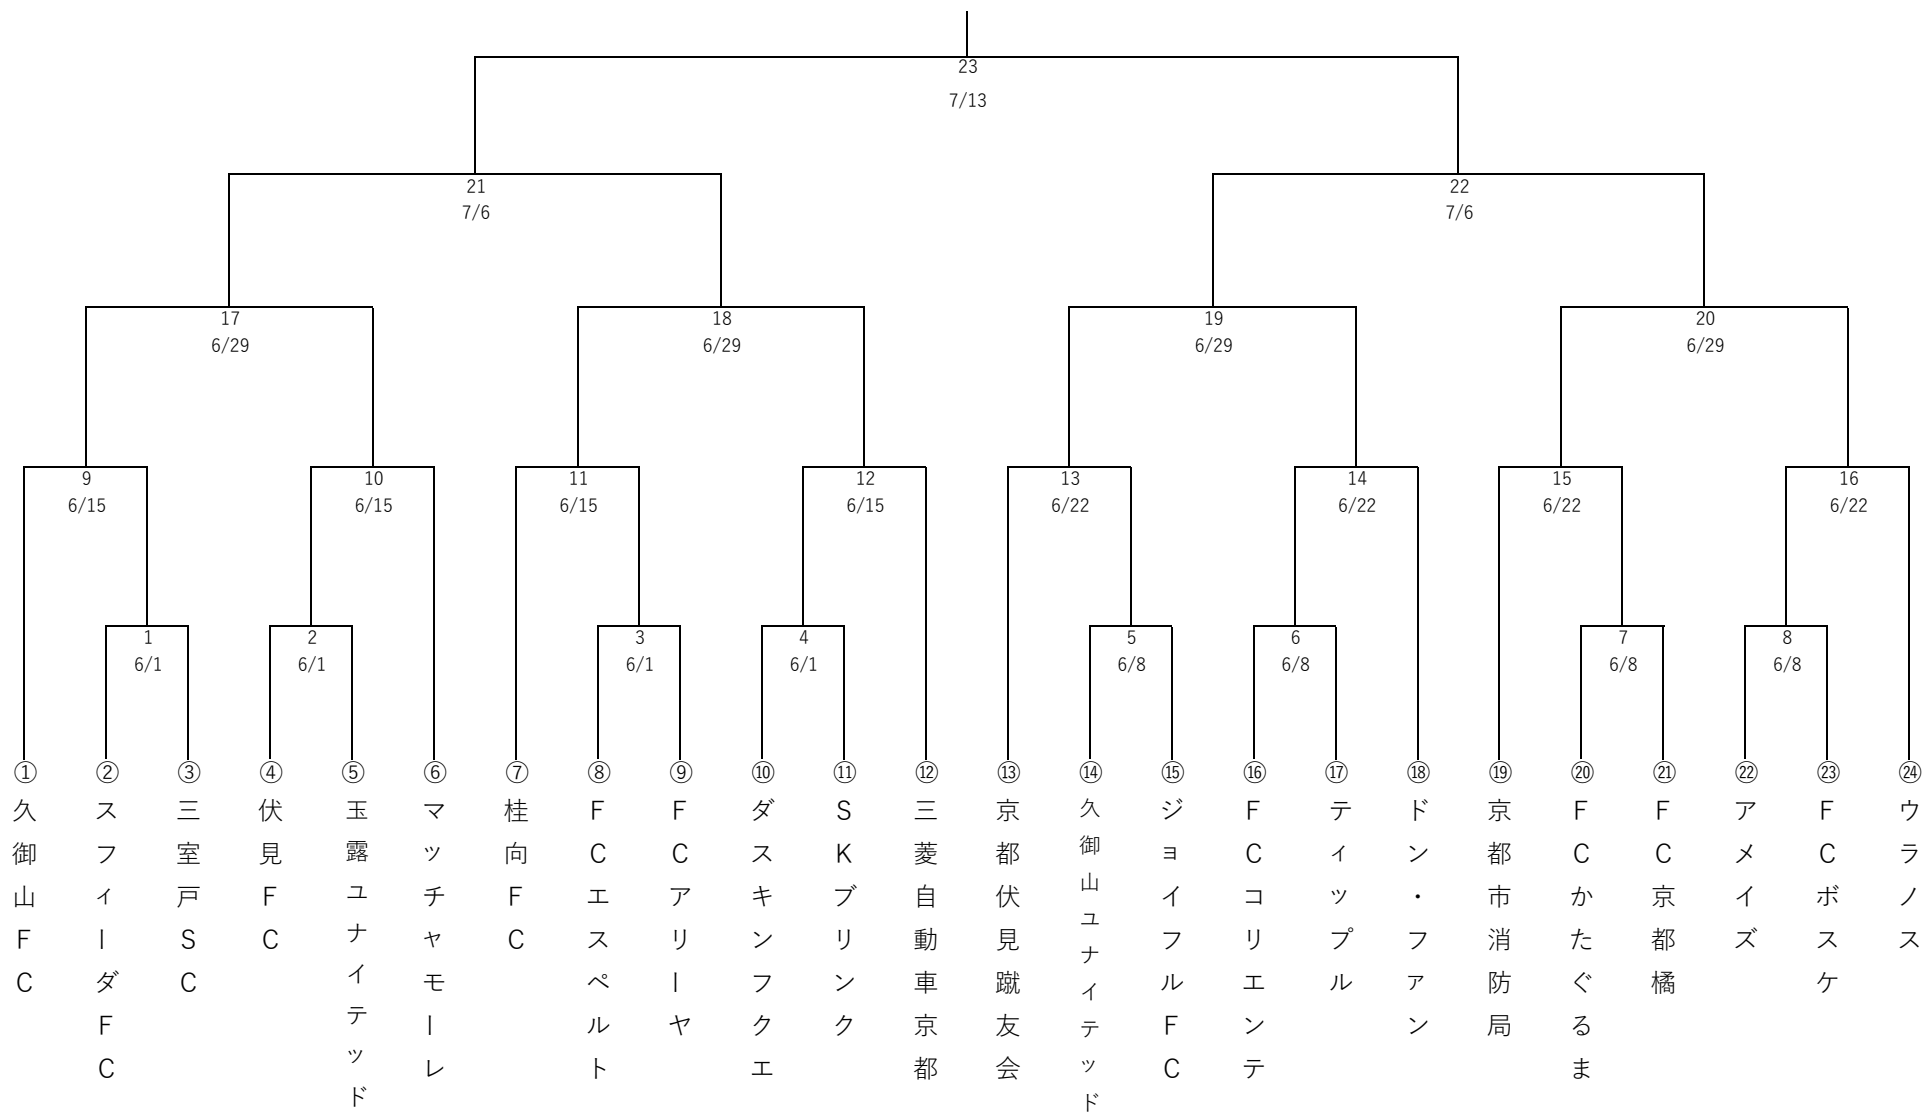 23
7/13
21
7/6
22
7/6
17
6/29
18
6/29
19
6/29
20
6/29
9
6/15
10
6/15
11
6/15
12
6/15
13
6/22
14
6/22
15
6/22
16
6/22
1
6/1
2
6/1
3
6/1
4
6/1
5
6/8
6
6/8
7
6/8
8
6/8
① 久御山FC
② スフィーダFC
③ 三室戸SC
④ 伏見FC
⑤ 玉露ユナイテッド
⑥ マッチャモーレ
⑦ 桂向FC
⑧ FCエスペルト
⑨ FCアリーヤ
⑩ ダスキンフクエ
⑪ SKブリンク
⑫ 三菱自動車京都
⑬ 京都伏見蹴友会
⑭ 久御山ユナイテッド
⑮ ジョイフルFC
⑯ FCコリエンテ
⑰ ティップル
⑱ ドン・ファン
⑲ 京都市消防局
⑳ FCかたぐるま
㉑ FC京都橘
㉒ アメイズ
㉓ FCボスケ
㉔ ウラノス